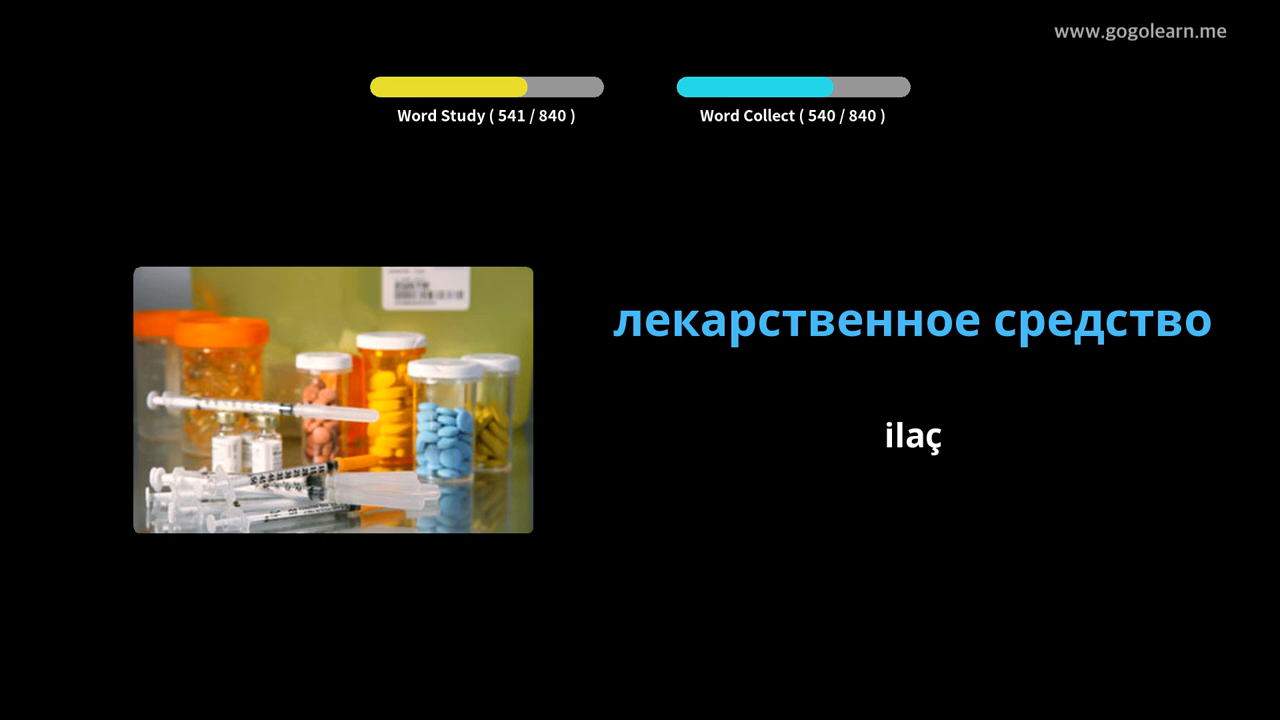 www.gogolearn.me
Word Study ( 541 / 840 )
Word Collect ( 540 / 840 )
лекарственное средство
ilaç